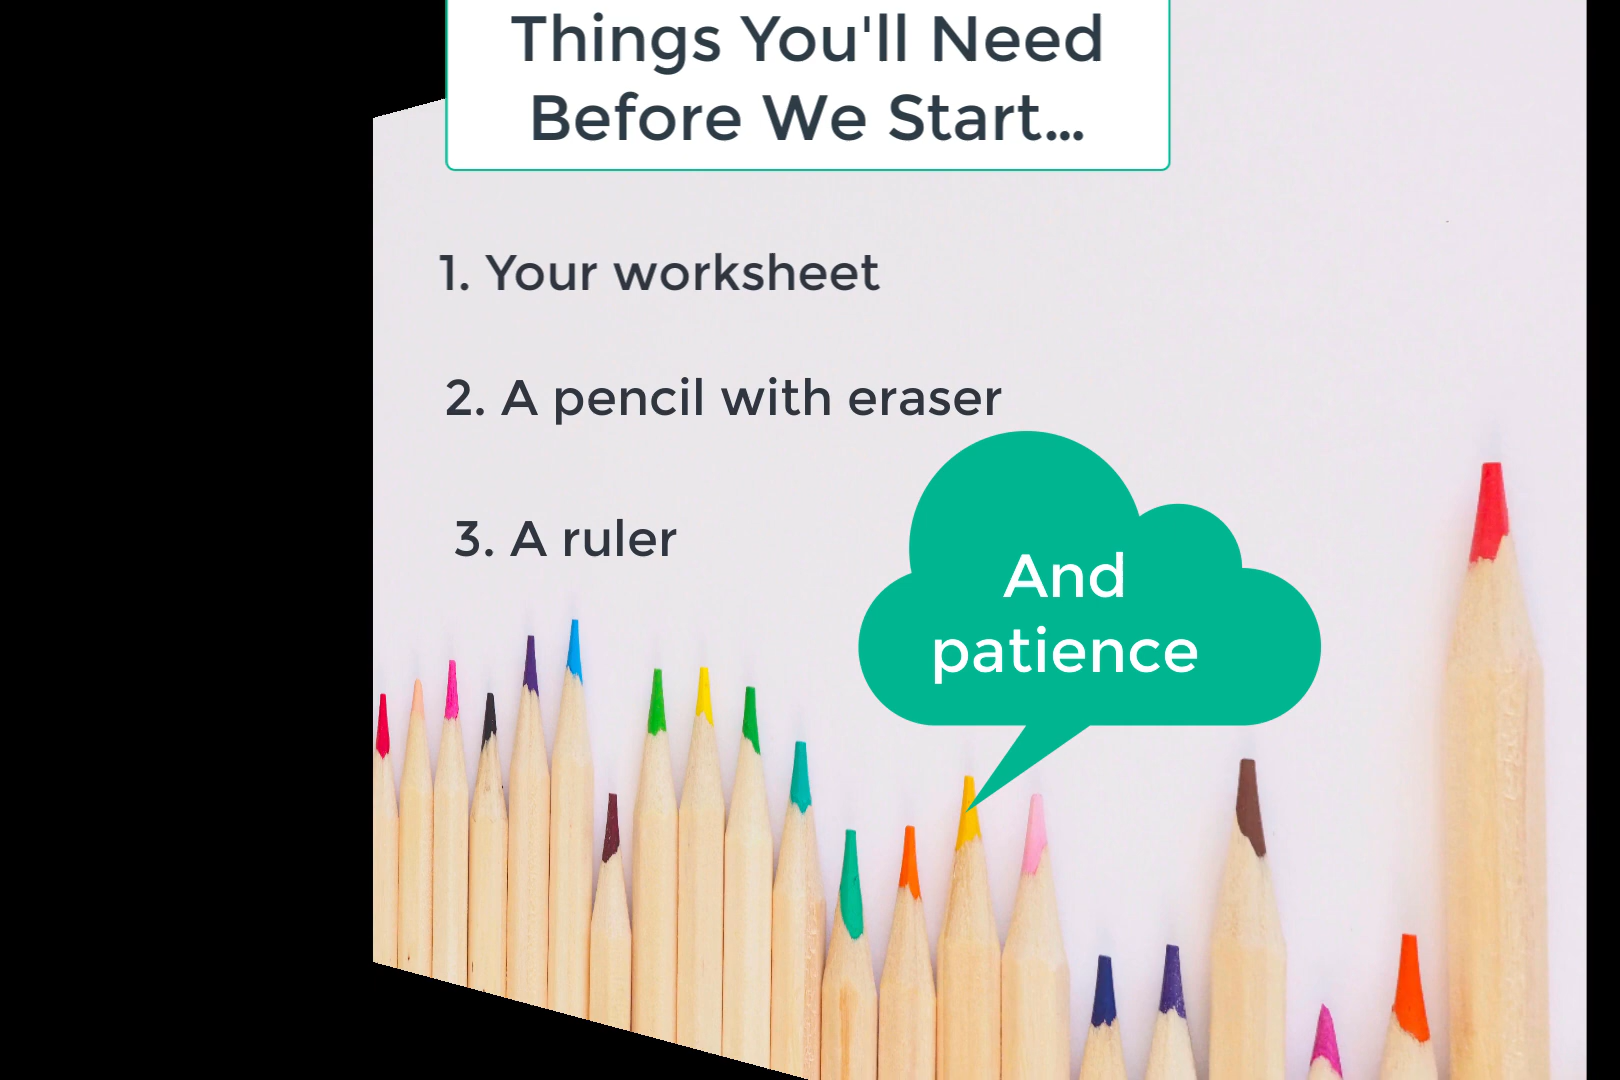 Things You'll Need
Before We Start...
1. Your worksheet
2. A pencil with eraser
3. A ruler
And
patience